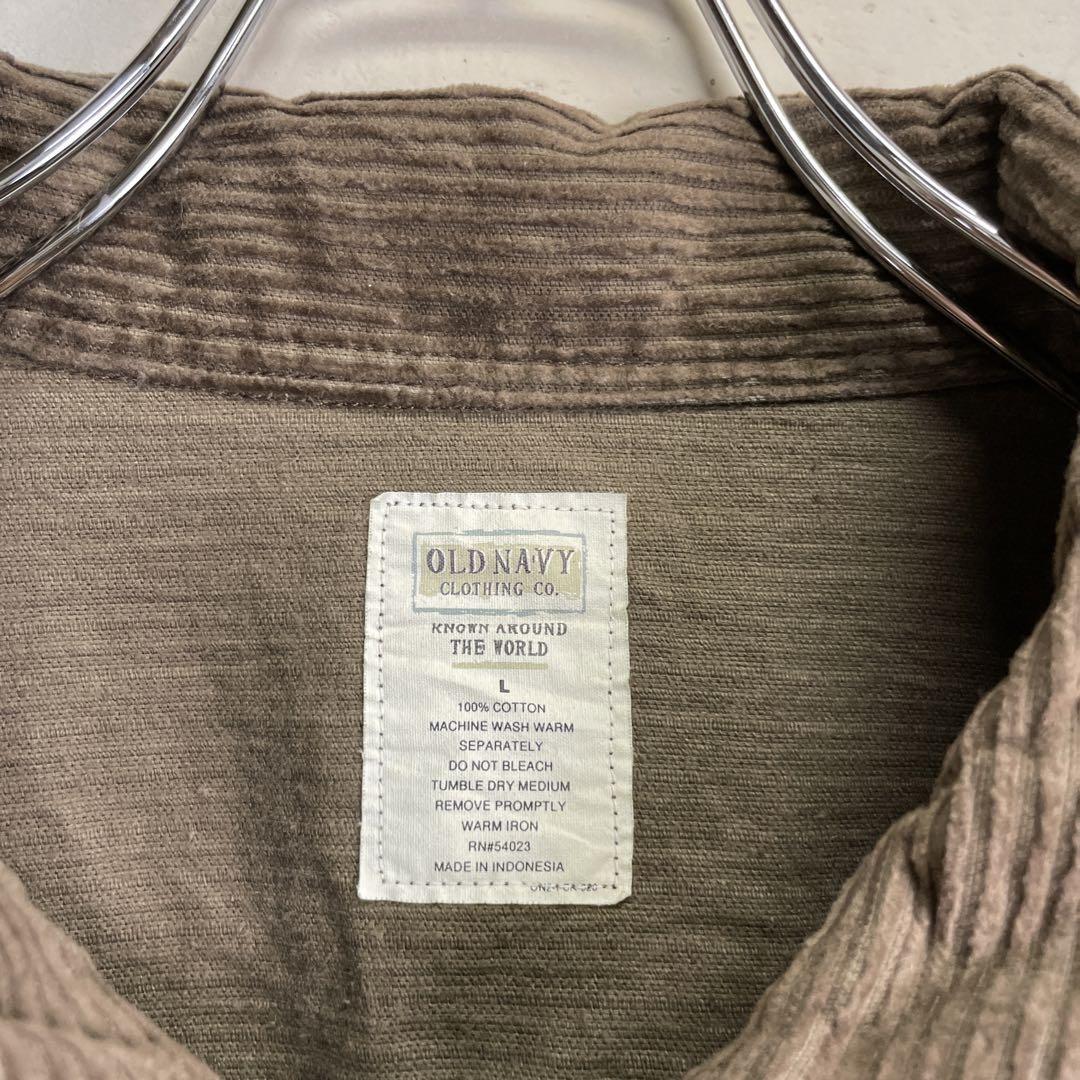 OLD NAVY
CLOTHING CO.
KNOWN AROUND
THE WORLD
L
100% COTTON
MACHINE WASH WARM
SEPARATELY
DO NOT BLEACH
TUMBLE DRY MEDIUM
REMOVE PROMPTLY
WARM IRON
RN#54023
MADE IN INDONESIA